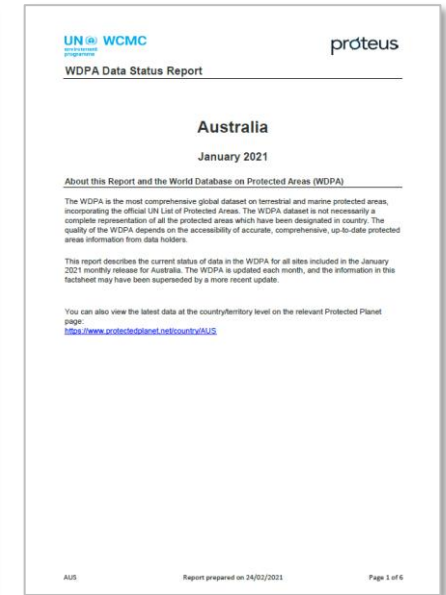 UN WCMC
environment
programme
proteus
WDPA Data Status Report
Australia
January 2021
About this Report and the World Database on Protected Areas (WDPA)
The WDPA is the most comprehensive global dataset on terrestrial and marine protected areas,
incorporating the official UN List of Protected Areas. The WDPA dataset is not necessarily a
complete representation of all the protected areas which have been designated in country. The
quality of the WDPA depends on the accessibility of accurate, comprehensive, up-to-date protected
areas information from data holders.
This report describes the current status of data in the WDPA for all sites included in the January
2021 monthly release for Australia. The WDPA is updated each month, and the information in this
factsheet may have been superseded by a more recent update.
You can also view the latest data at the country/territory level on the relevant Protected Planet
page:
https://www.protectedplanet.net/country/AUS
AUS Report prepared on 24/02/2021 Page 1 of 6